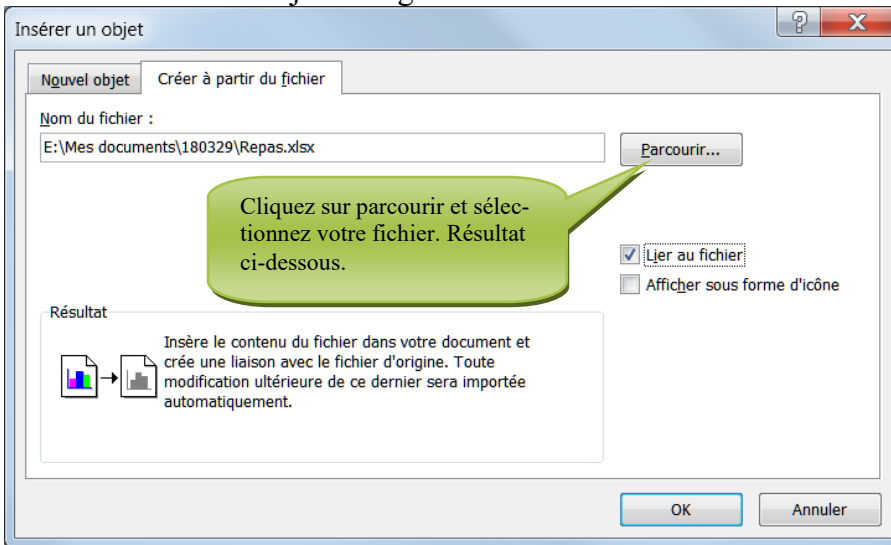 Insérer un objet
Nouvel objet Créer à partir du fichier
Nom du fichier :
E:\Mes documents\180329\Repas.xlsx
Parcourir...
Cliquez sur parcourir et sélec-
tionnez votre fichier. Résultat
ci-dessous.
Lier au fichier
Afficher sous forme d'icône
Résultat
Insère le contenu du fichier dans votre document et
crée une liaison avec le fichier d'origine. Toute
modification ultérieure de ce dernier sera importée
automatiquement.
OK Annuler